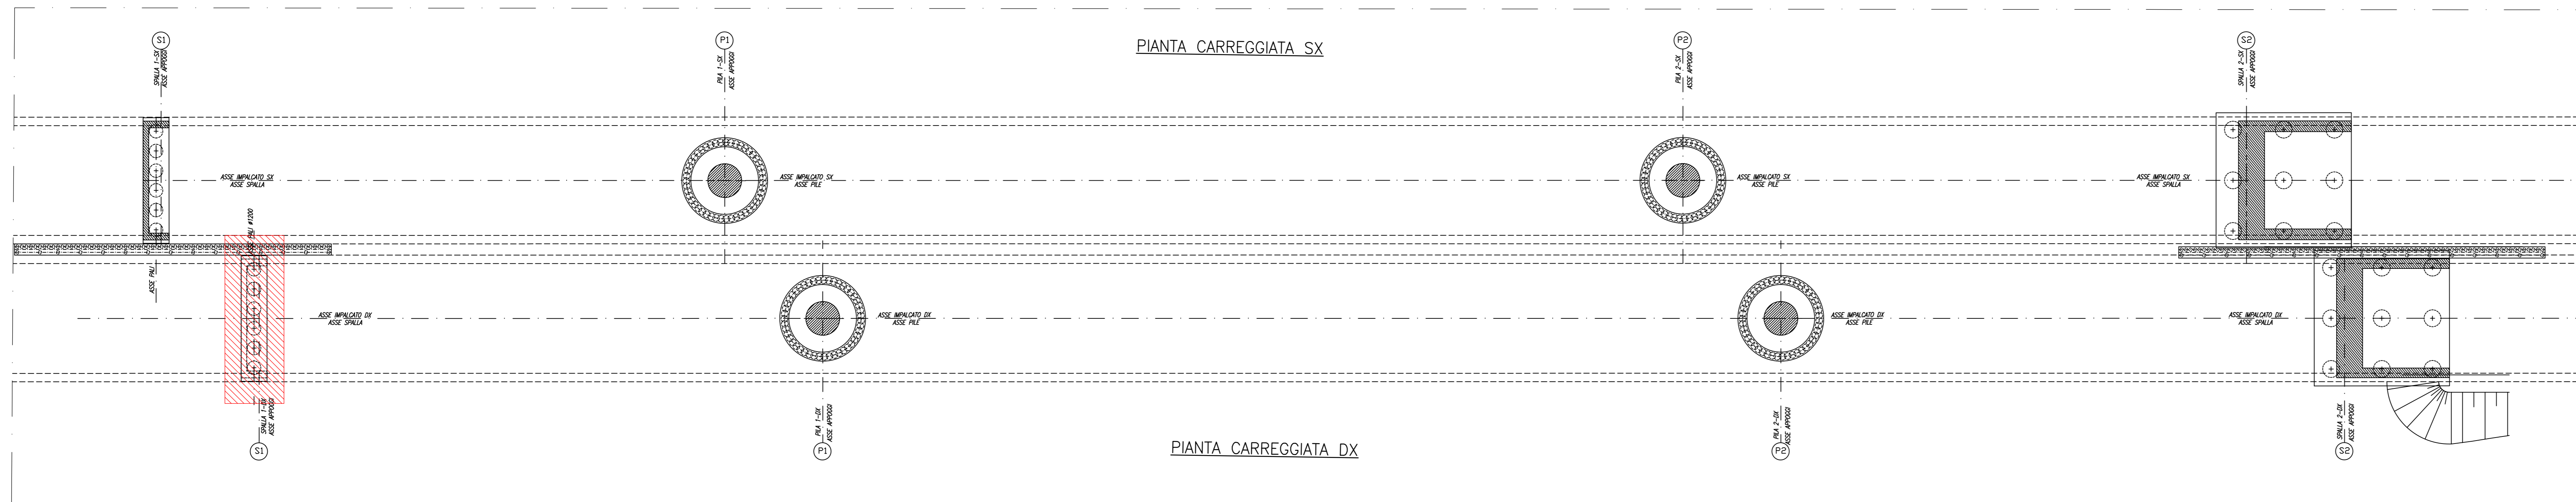 S1
SPALLA 1-SX
ASSE APPOGGI
P1
PILA 1-SX
ASSE APPOGGI
PIANTA CARREGGIATA SX
P2
PILA 2-SX
ASSE APPOGGI
S2
SPALLA 2-SX
ASSE APPOGGI
ASSE IMPALCATO SX
ASSE SPALLA
ASSE IMPALCATO SX
ASSE PILE
ASSE IMPALCATO SX
ASSE PILE
ASSE IMPALCATO SX
ASSE SPALLA
ASSE PALI
ASSE PALI ø1200
ASSE IMPALCATO DX
ASSE SPALLA
ASSE IMPALCATO DX
ASSE PILE
ASSE IMPALCATO DX
ASSE PILE
ASSE IMPALCATO DX
ASSE SPALLA
SPALLA 1-DX
ASSE APPOGGI
S1
PILA 1-DX
ASSE APPOGGI
P1
PIANTA CARREGGIATA DX
PILA 2-DX
ASSE APPOGGI
P2
SPALLA 2-DX
ASSE APPOGGI
S2